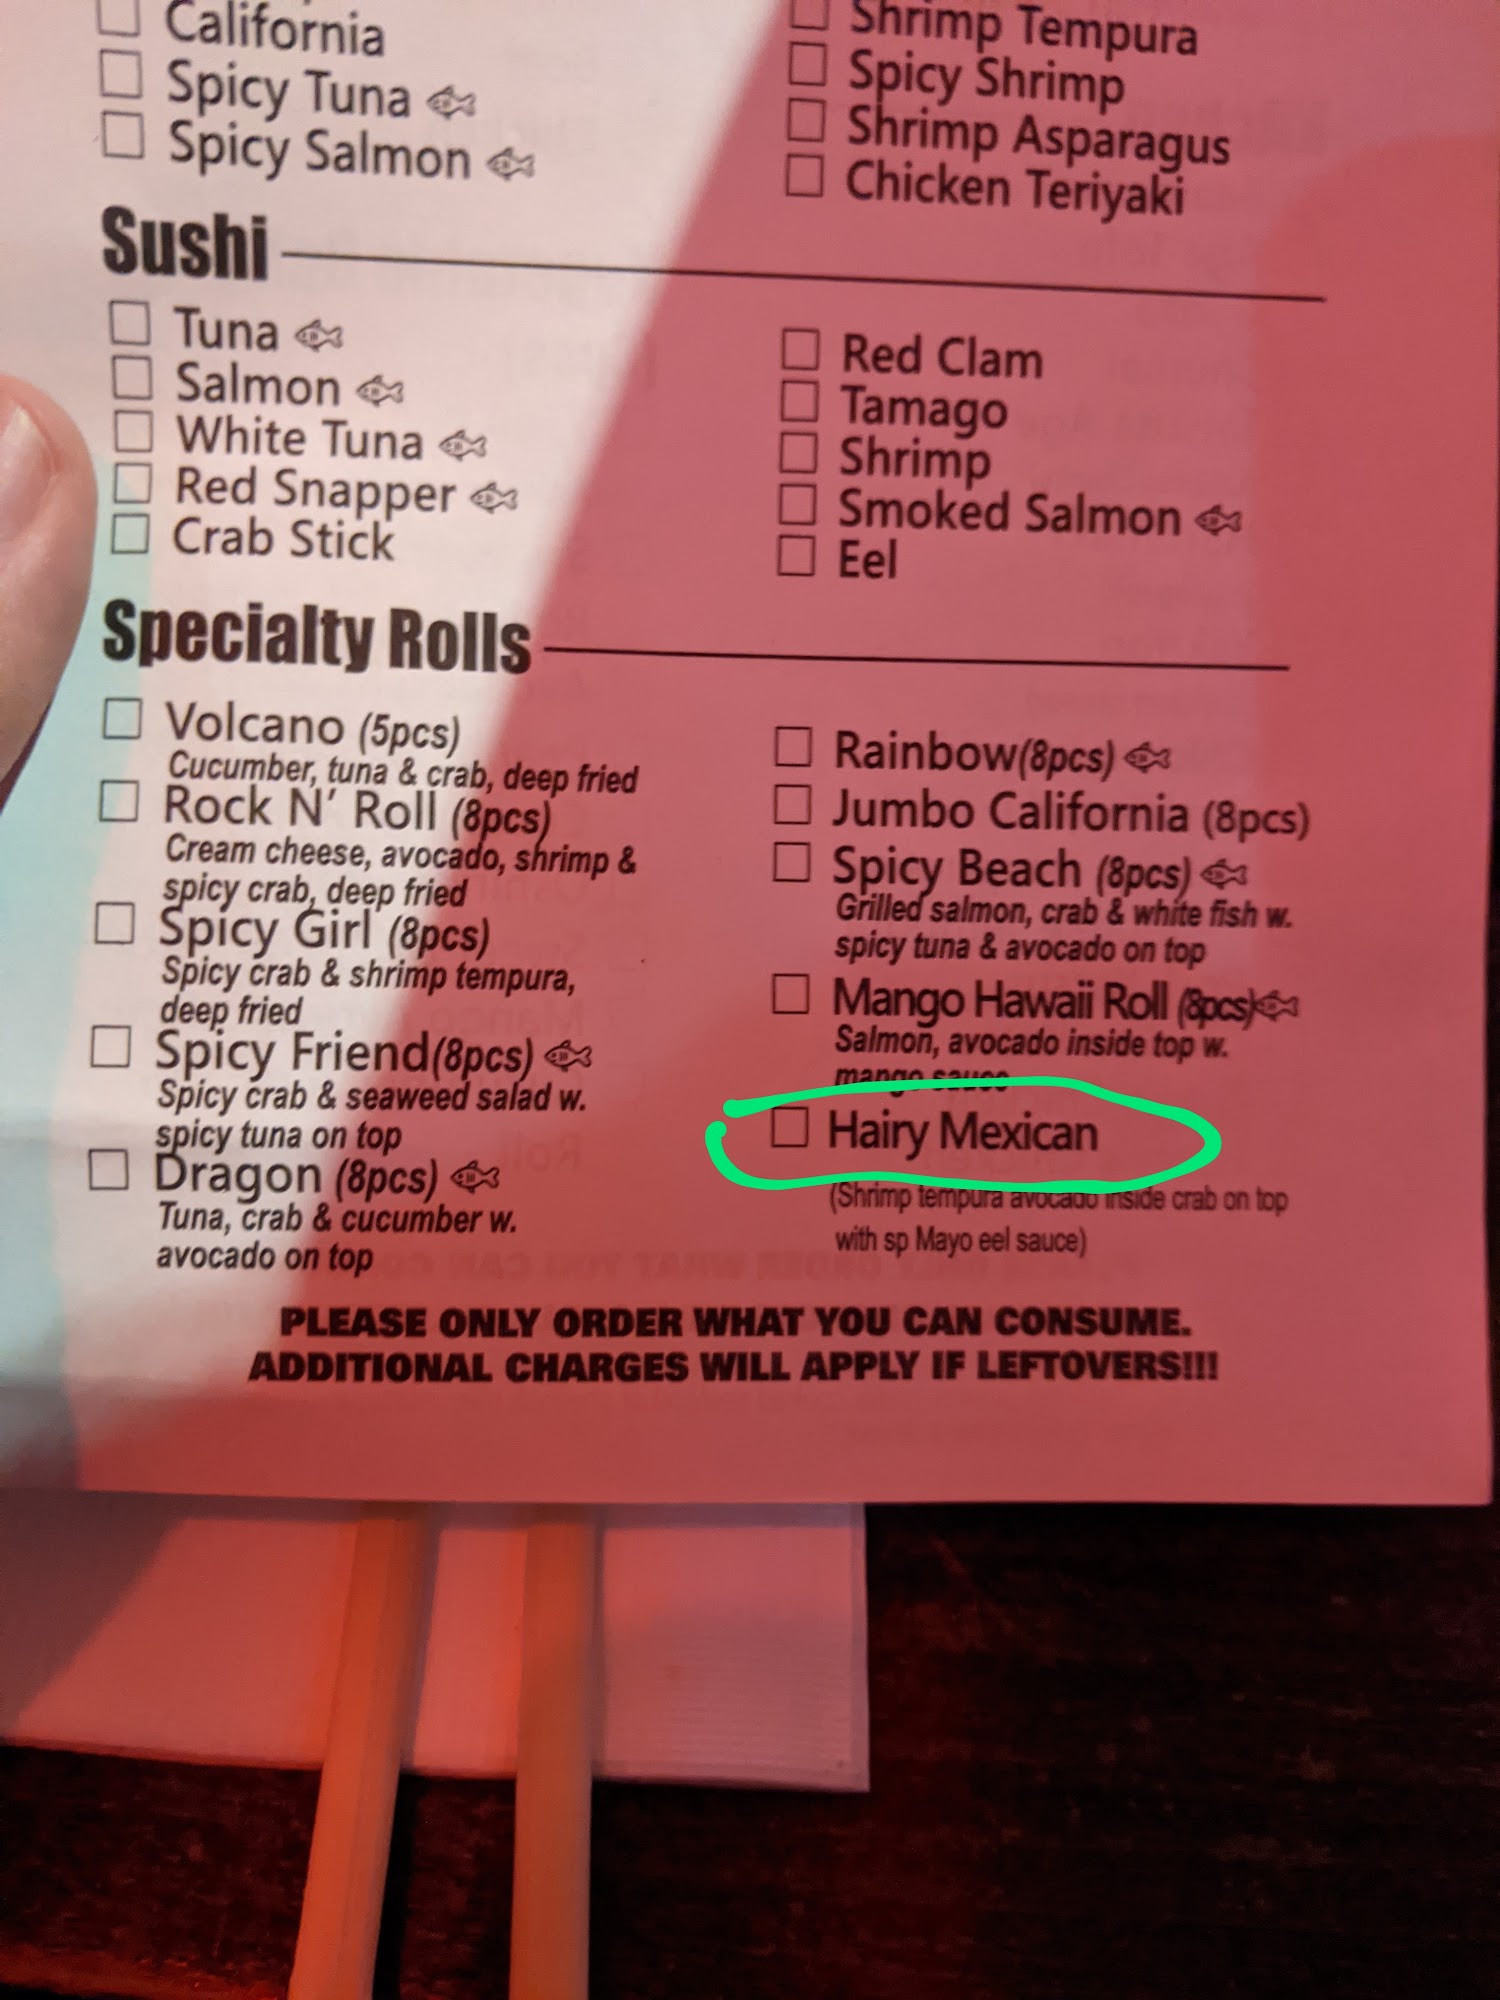 California
Spicy Tuna
Spicy Salmon
Shrimp Tempura
Spicy Shrimp
Shrimp Asparagus
Chicken Teriyaki
Sushi
Tuna
Salmon
White Tuna
Red Snapper
Crab Stick
Red Clam
Tamago
Shrimp
Smoked Salmon
Eel
Specialty Rolls
Volcano (5pcs)
Cucumber, tuna & crab, deep fried
Rock N' Roll (8pcs)
Cream cheese, avocado, shrimp &
spicy crab, deep fried
Spicy Girl (8pcs)
Spicy crab & shrimp tempura,
deep fried
Spicy Friend(8pcs)
Spicy crab & seaweed salad w.
spicy tuna on top
Dragon (8pcs)
Tuna, crab & cucumber w.
avocado on top
Rainbow(8pcs)
Jumbo California (8pcs)
Spicy Beach (8pcs)
Grilled salmon, crab & white fish w.
spicy tuna & avocado on top
Mango Hawaii Roll (8pcs)
Salmon, avocado inside top w.
mango sauce
Hairy Mexican
(Shrimp tempura avocado inside crab on top
with sp Mayo eel sauce)
PLEASE ONLY ORDER WHAT YOU CAN CONSUME.
ADDITIONAL CHARGES WILL APPLY IF LEFTOVERS!!!